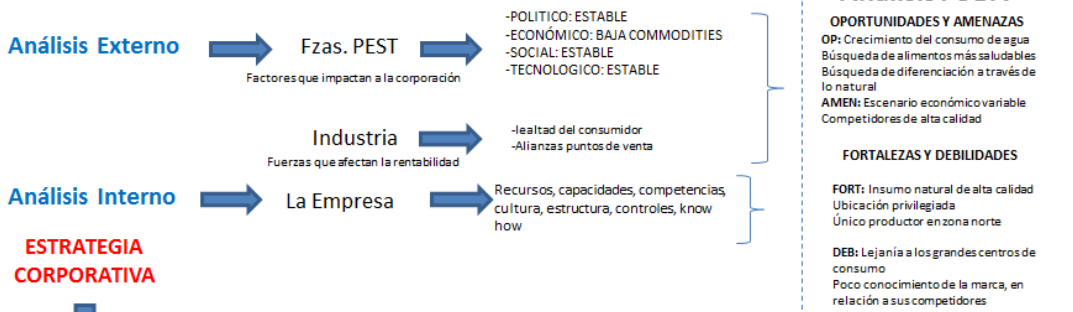 Análisis Externo
Fzas. PEST
Factores que impactan a la corporación
-POLITICO: ESTABLE
-ECONÓMICO: BAJA COMMODITIES
-SOCIAL: ESTABLE
-TECNOLOGICO: ESTABLE
Industria
Fuerzas que afectan la rentabilidad
-lealtad del consumidor
-Alianzas puntos de venta
Análisis Interno
La Empresa
Recursos, capacidades, competencias,
cultura, estructura, controles, know
how
ESTRATEGIA
CORPORATIVA
OPORTUNIDADES Y AMENAZAS
OP: Crecimiento del consumo de agua
Búsqueda de alimentos más saludables
Búsqueda de diferenciación a través de
lo natural
AMEN: Escenario económico variable
Competidores de alta calidad
FORTALEZAS Y DEBILIDADES
FORT: Insumo natural de alta calidad
Ubicación privilegiada
Único productor en zona norte
DEB: Lejanía a los grandes centros de
consumo
Poco conocimiento de la marca, en
relación a sus competidores